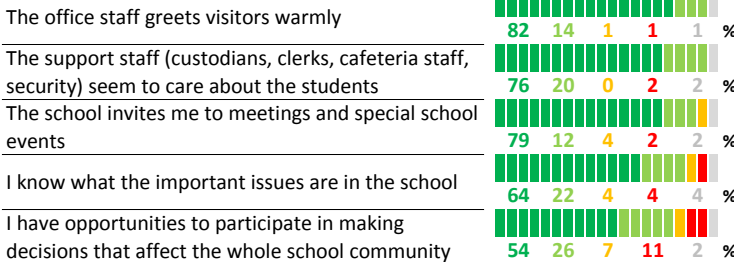 The office staff greets visitors warmly
82 14 1 1 1 %
The support staff (custodians, clerks, cafeteria staff,
security) seem to care about the students
76 20 0 2 2 %
The school invites me to meetings and special school
events
79 12 4 2 2 %
I know what the important issues are in the school
64 22 4 4 4 %
I have opportunities to participate in making
decisions that affect the whole school community
54 26 7 11 2 %